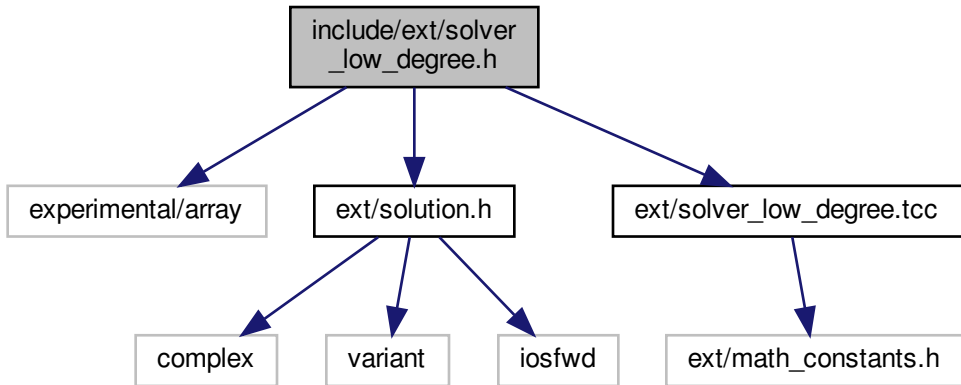 include/ext/solver
_low_degree.h
experimental/array
ext/solution.h
ext/solver_low_degree.tcc
complex
variant
iosfwd
ext/math_constants.h